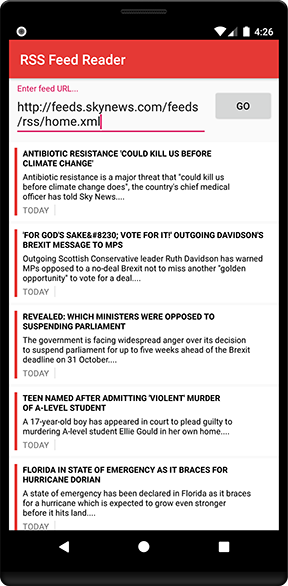 4:26
RSS Feed Reader
Enter feed URL...
http://feeds.skynews.com/feeds
/rss/home.xml
GO
ANTIBIOTIC RESISTANCE 'COULD KILL US BEFORE
CLIMATE CHANGE'
Antibiotic resistance is a major threat that "could kill us
before climate change does", the country's chief medical
officer has told Sky News....
TODAY
'FOR GOD'S SAKE&#8230; VOTE FOR IT!' OUTGOING DAVIDSON'S
BREXIT MESSAGE TO MPS
Outgoing Scottish Conservative leader Ruth Davidson has warned
MPs opposed to a no-deal Brexit not to miss another "golden
opportunity" to vote for a deal....
TODAY
REVEALED: WHICH MINISTERS WERE OPPOSED TO
SUSPENDING PARLIAMENT
The government is facing widespread anger over its decision
to suspend parliament for up to five weeks ahead of the Brexit
deadline on 31 October...
TODAY
TEEN NAMED AFTER ADMITTING 'VIOLENT' MURDER
OF A-LEVEL STUDENT
A 17-year-old boy has appeared in court to plead guilty to
murdering A-level student Ellie Gould in her own home....
TODAY
FLORIDA IN STATE OF EMERGENCY AS IT BRACES FOR
HURRICANE DORIAN
A state of emergency has been declared in Florida as it braces
for a hurricane which is expected to grow even stronger
before it hits land....
TODAY